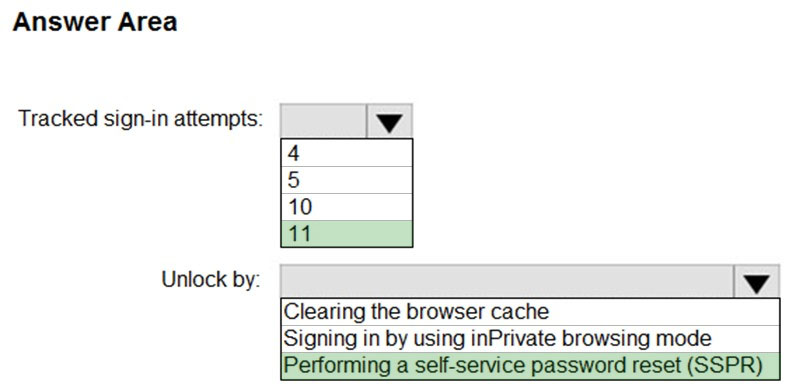 Answer Area
Tracked sign-in attempts:
4
5
10
11
Unlock by:
Clearing the browser cache
Signing in by using inPrivate browsing mode
Performing a self-service password reset (SSPR)